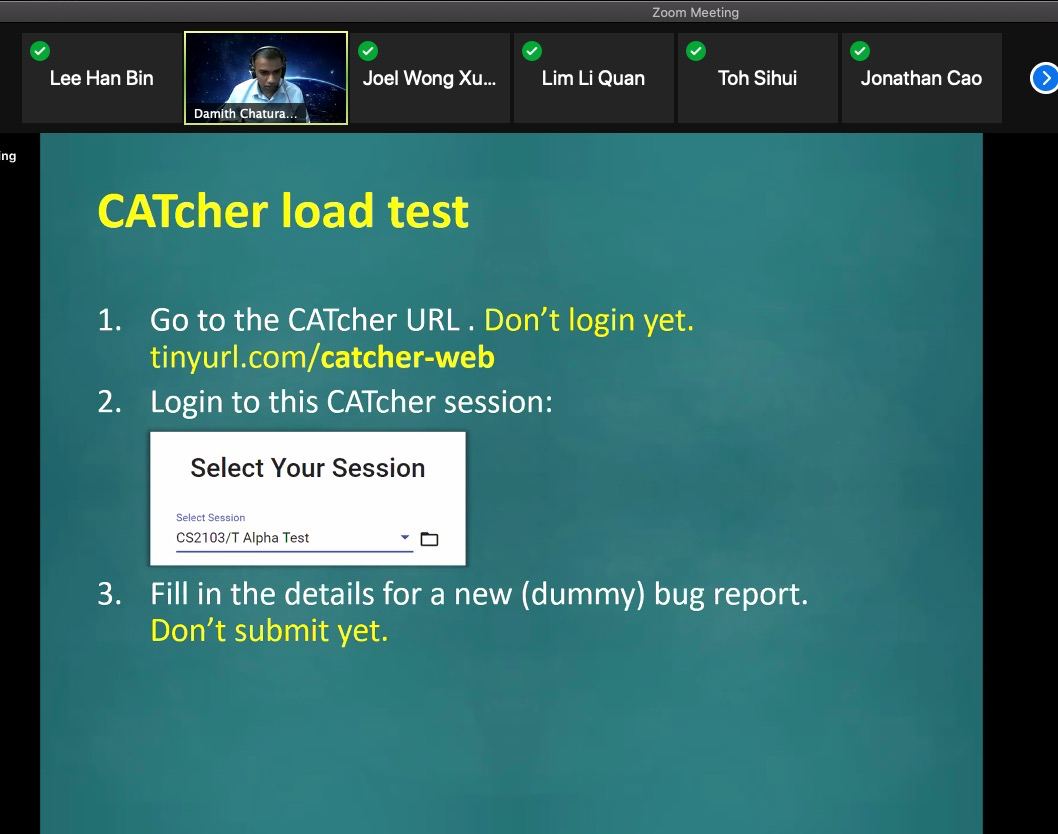 Zoom Meeting
Lee Han Bin
Damith Chatura...
Joel Wong Xu...
Lim Li Quan
Toh Sihui
Jonathan Cao
ing
CATcher load test
1. Go to the CATcher URL . Don't login yet.
tinyurl.com/catcher-web
2. Login to this CATcher session:
Select Your Session
Select Session
CS2103/T Alpha Test
3. Fill in the details for a new (dummy) bug report.
Don't submit yet.